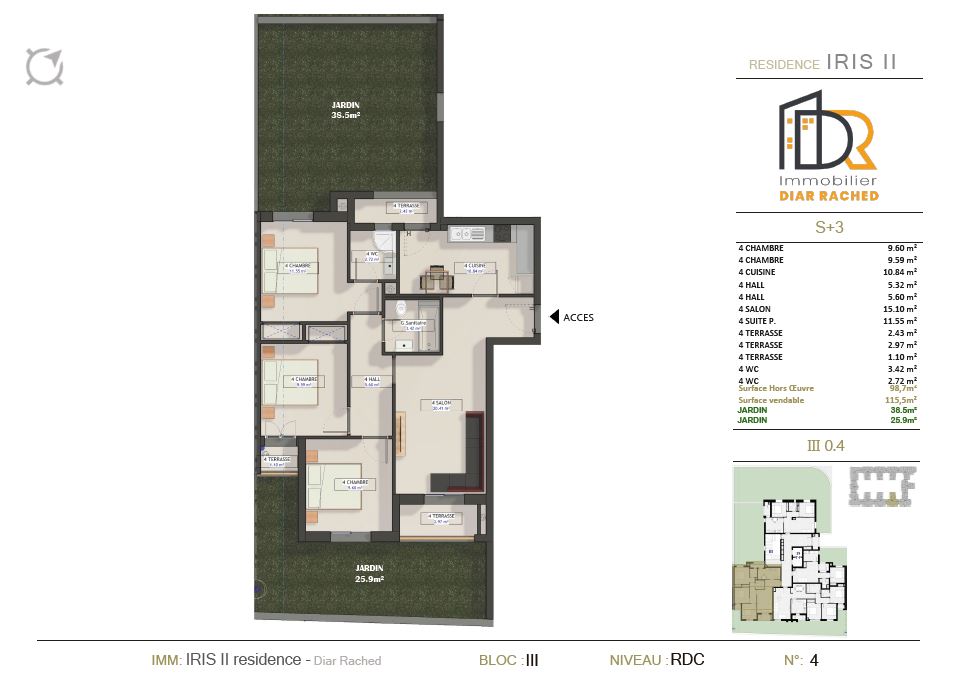 JARDIN
38.5m²
4 TERRASSE
2.43 m²
4 WC
2.72 m²
4 CHAMBRE
11.55 m²
4 CUISINE
10.84 m²
G.Sanitaire
3.42 m²
4 CHAMBRE
9.59 m²
4 HALL
5.60 m²
4 SALON
20.41 m²
4 TERRASSE
1.10 m²
4 CHAMBRE
9.60 m²
4 TERRASSE
2.97 m²
JARDIN
25.9m²
ACCES
RESIDENCE IRIS II
DR
Immobilier
DIAR RACHED
S+3
4 CHAMBRE 9.60 m²
4 CHAMBRE 9.59 m²
4 CUISINE 10.84 m²
4 HALL 5.32 m²
4 HALL 5.60 m²
4 SALON 15.10 m²
4 SUITE P. 11.55 m²
4 TERRASSE 2.43 m²
4 TERRASSE 2.97 m²
4 TERRASSE 1.10 m²
4 WC 3.42 m²
4 WC 2.72 m²
Surface Hors Œuvre 98,7m²
Surface vendable 115,5m²
JARDIN 38.5m²
JARDIN 25.9m²
III 0.4
IMM: IRIS II residence - Diar Rached BLOC : III NIVEAU : RDC N°: 4